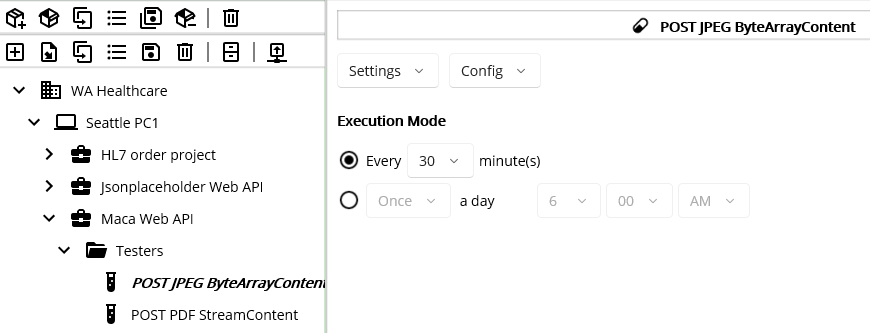 WA Healthcare
Seattle PC1
HL7 order project
Jsonplaceholder Web API
Maca Web API
Testers
POST JPEG ByteArrayContent
POST PDF StreamContent
POST JPEG ByteArrayContent
Settings Config
Execution Mode
Every 30 minute(s)
Once a day 6 00 AM